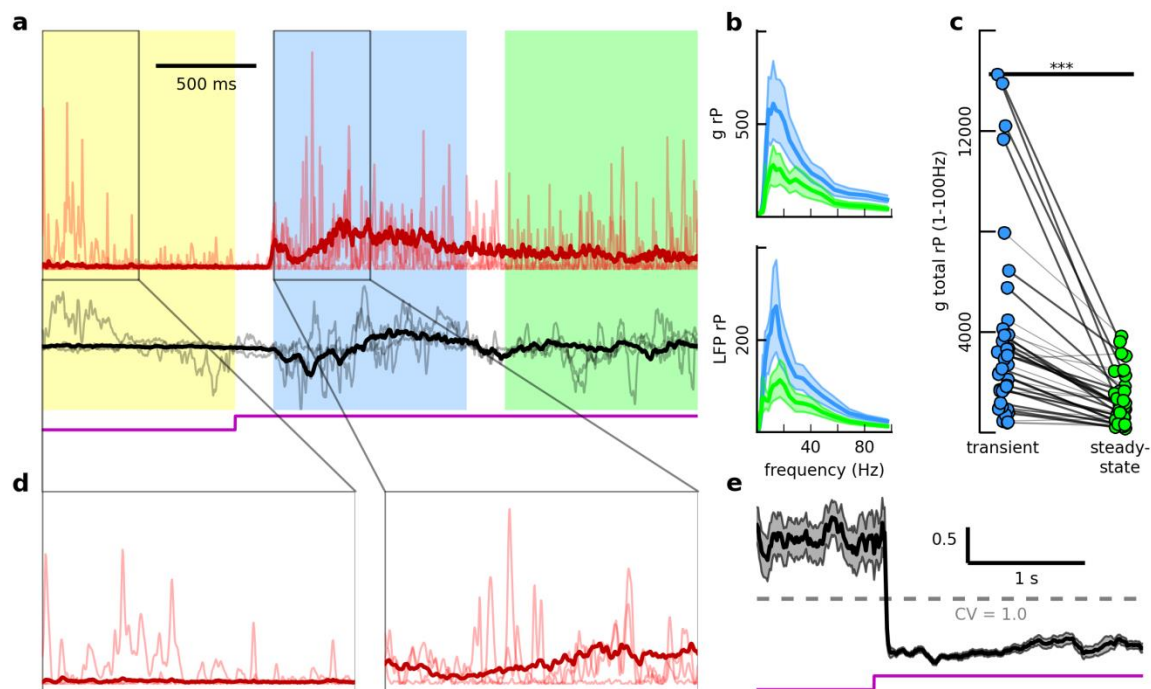 a
500 ms
b
g rP
500
LFP rP
200
40
80
frequency (Hz)
c
g total rP (1-100Hz)
12000
4000
***
transient
steady-
state
d
e
0.5
1 s
CV = 1.0